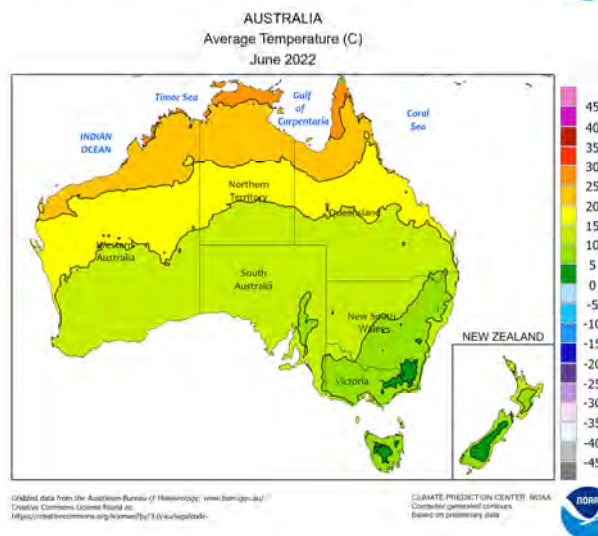 AUSTRALIA
Average Temperature (C)
June 2022
Timor Sea
Gulf
of
Carpentaria
Coral
Sea
INDIAN
OCEAN
Northern
Territory
Queensland
Western
Australia
South
Australia
New South
Wales
Victoria
NEW ZEALAND
45
40
35
30
25
20
15
10
5
0
-5
-10
-15
-20
-25
-30
-35
-40
-45
Gridded data from the Australian Bureau of Meteorology; www.bom.gov.au/
Creative Commons License found at:
CLIMATE PREDICTION CENTER, NOAA
Computer generated contours
Based on preliminary data
NOAA